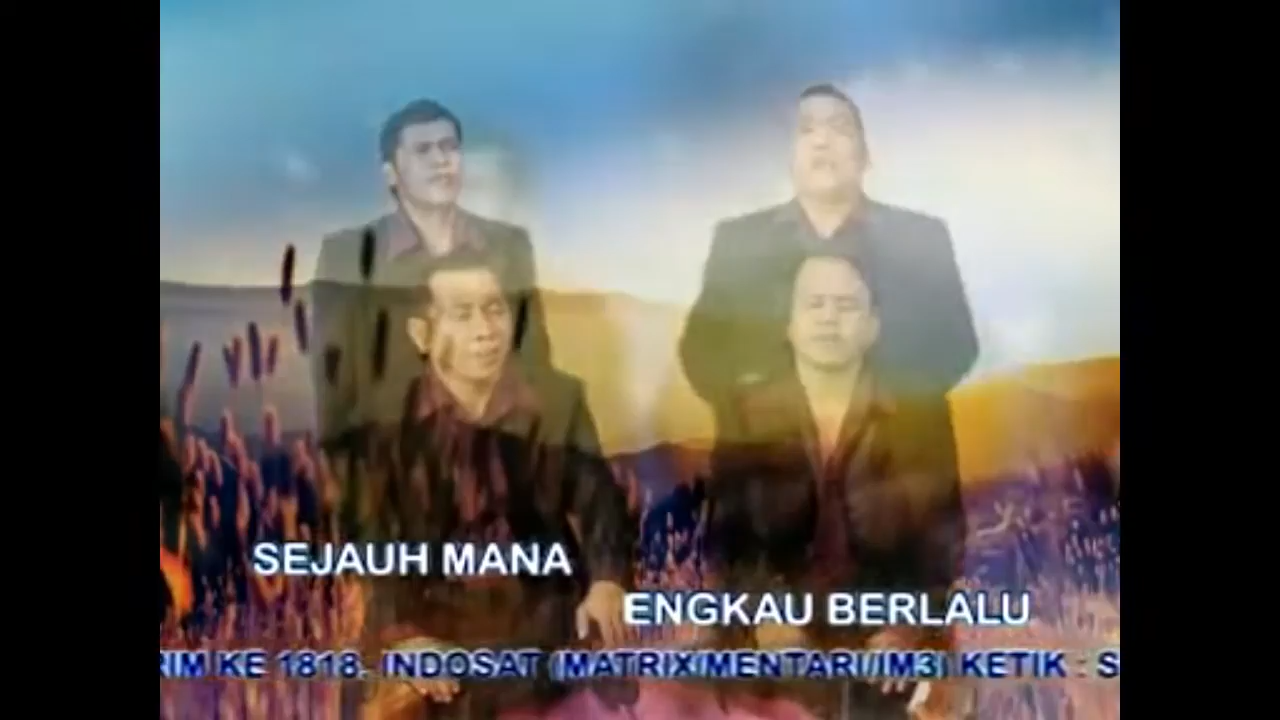 SEJAUH MANA
ENGKAU BERLALU
RIM KE 1818. INDOSAT (MATRIX/MENTARI/IM3) KETIK : S